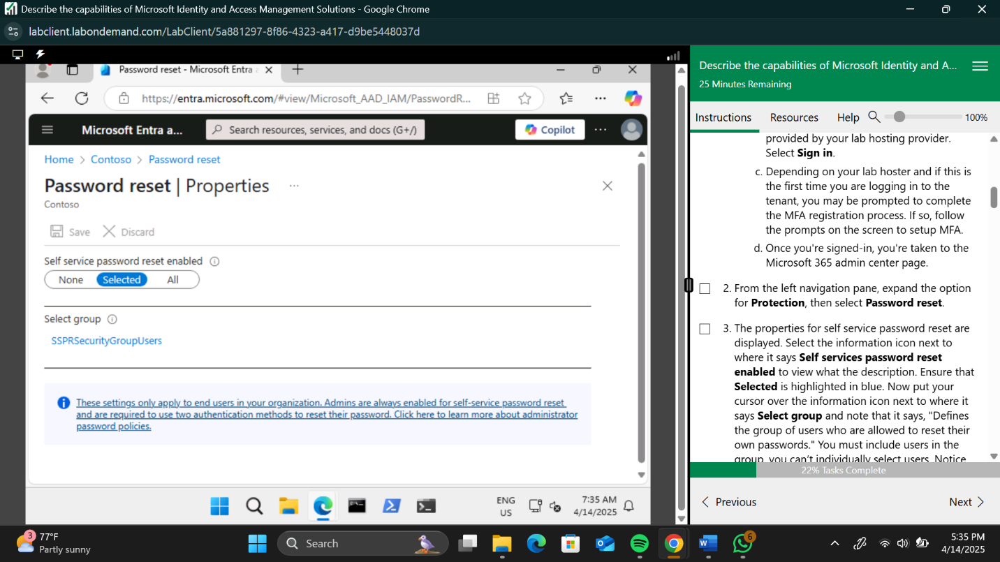 Describe the capabilities of Microsoft Identity and Access Management Solutions - Google Chrome
labclient.labondemand.com/LabClient/5a881297-8f86-4323-a417-d9be5448037d
Password reset - Microsoft Entra a
https://entra.microsoft.com/#view/Microsoft_AAD_IAM/PasswordR...
Microsoft Entra a...
Search resources, services, and docs (G+/)
Copilot
Home > Contoso > Password reset
Password reset | Properties ...
Contoso
Save Discard
Self service password reset enabled
None Selected All
Select group
SSPRSecurityGroupUsers
These settings only apply to end users in your organization. Admins are always enabled for self-service password reset
and are required to use two authentication methods to reset their password. Click here to learn more about administrator
password policies.
ENG
US
7:35 AM
4/14/2025
Describe the capabilities of Microsoft Identity and A...
25 Minutes Remaining
Instructions Resources Help 100%
provided by your lab hosting provider.
Select Sign in.
c. Depending on your lab hoster and if this is
the first time you are logging in to the
tenant, you may be prompted to complete
the MFA registration process. If so, follow
the prompts on the screen to setup MFA.
d. Once you're signed-in, you're taken to the
Microsoft 365 admin center page.
2. From the left navigation pane, expand the option
for Protection, then select Password reset.
3. The properties for self service password reset are
displayed. Select the information icon next to
where it says Self services password reset
enabled to view what the description. Ensure that
Selected is highlighted in blue. Now put your
cursor over the information icon next to where it
says Select group and note that it says, "Defines
the group of users who are allowed to reset their
own passwords." You must include users in the
group, you can't individually select users. Notice
22% Tasks Complete
< Previous Next >
3
77°F
Partly sunny
Search
6
5:35 PM
4/14/2025